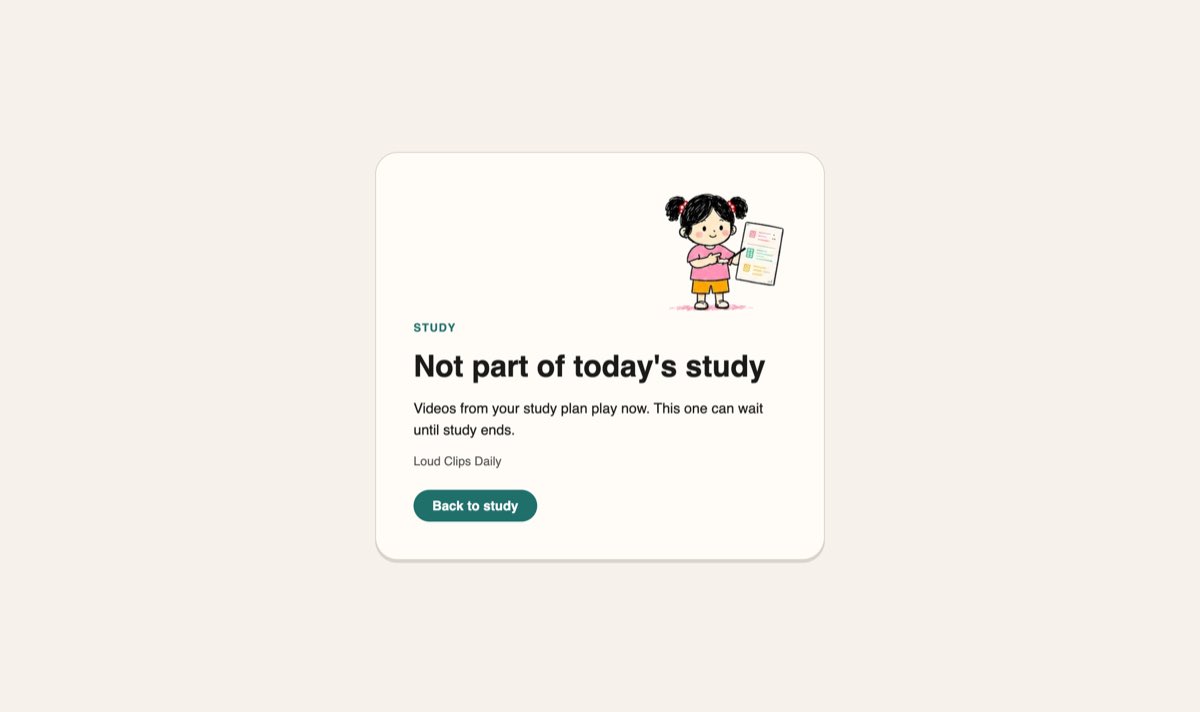 STUDY
Not part of today's study
Videos from your study plan play now. This one can wait
until study ends.
Loud Clips Daily
Back to study